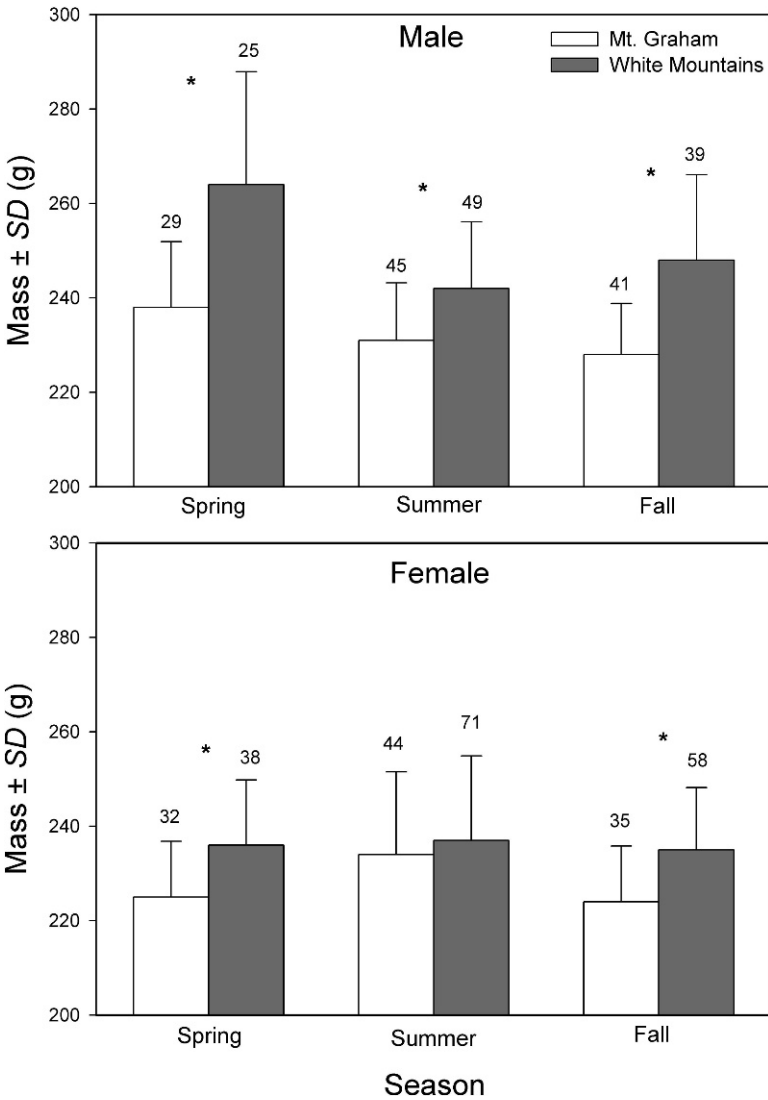 300
Male
Mt. Graham
White Mountains
25
*
280
39
*
260
*
49
29
45
41
240
220
200
Mass ± SD (g)
Spring
Summer
Fall
300
Female
280
260
71
44
*
58
*
38
35
32
240
220
200
Mass ± SD (g)
Spring
Summer
Fall
Season